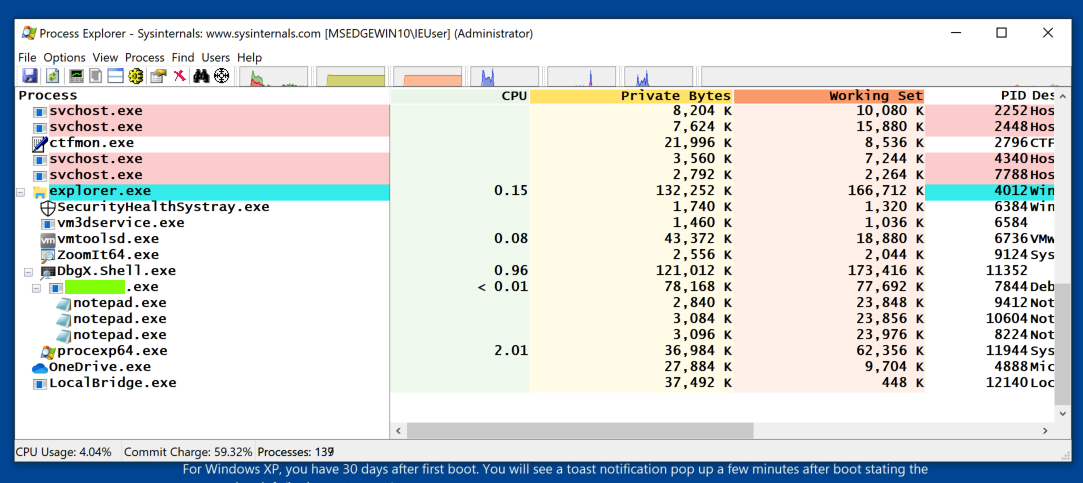 Process Explorer - Sysinternals: www.sysinternals.com [MSEDGEWIN10\IEUser] (Administrator)
File Options View Process Find Users Help
Process CPU Private Bytes Working Set PID Des
svchost.exe 8,204 K 10,080 K 2252 Hos
svchost.exe 7,624 K 15,880 K 2448 Hos
ctfmon.exe 21,996 K 8,536 K 2796 CTF
svchost.exe 3,560 K 7,244 K 4340 Hos
svchost.exe 2,792 K 2,264 K 7788 Hos
explorer.exe 0.15 132,252 K 166,712 K 4012 Win
SecurityHealthSystray.exe 1,740 K 1,320 K 6384 Win
vm3dservice.exe 1,460 K 1,036 K 6584
vm vmtoolsd.exe 0.08 43,372 K 18,880 K 6736 VMw
ZoomIt64.exe 2,556 K 2,044 K 9124 Sys
DbgX.Shell.exe 0.96 121,012 K 173,416 K 11352
.exe < 0.01 78,168 K 77,692 K 7844 Deb
notepad.exe 2,840 K 23,848 K 9412 Not
notepad.exe 3,084 K 23,856 K 10604 Not
notepad.exe 3,096 K 23,976 K 8224 Not
procexp64.exe 2.01 36,984 K 62,356 K 11944 Sys
OneDrive.exe 27,884 K 9,704 K 4888 Mic
LocalBridge.exe 37,492 K 448 K 12140 Loc
CPU Usage: 4.04% Commit Charge: 59.32% Processes:
For Windows XP, you have 30 days after first boot. You will see a toast notification pop up a few minutes after boot stating the